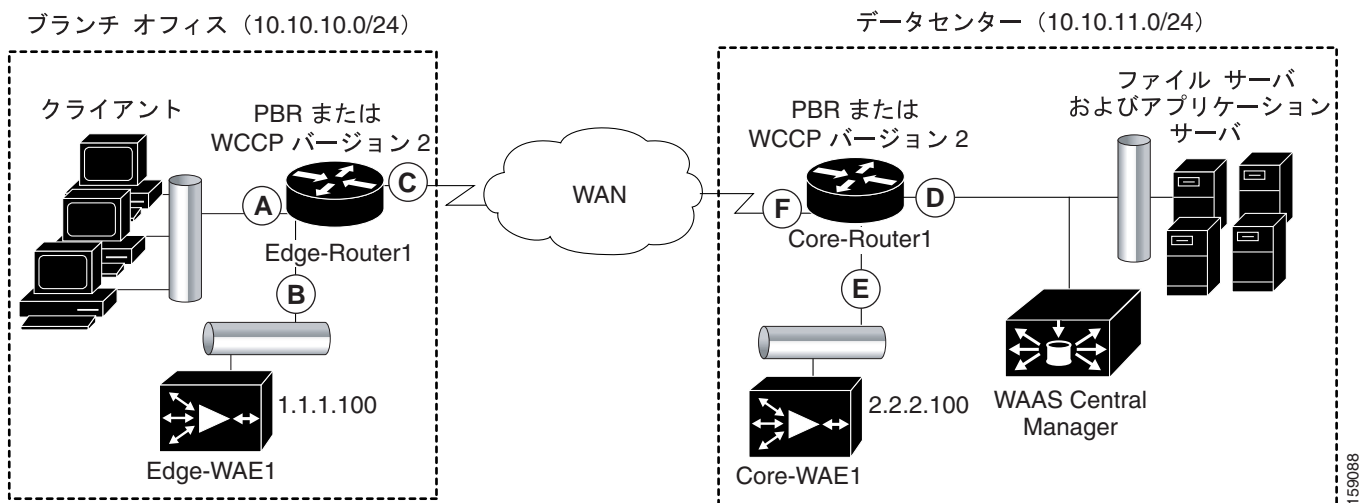 ブランチ オフィス（10.10.10.0/24）
データセンター（10.10.11.0/24）
クライアント
PBR または
WCCP バージョン 2
A
C
Edge-Router1
B
1.1.1.100
Edge-WAE1
WAN
PBR または
WCCP バージョン 2
F
D
Core-Router1
E
2.2.2.100
Core-WAE1
ファイル サーバ
およびアプリケーション
サーバ
WAAS Central
Manager
159088